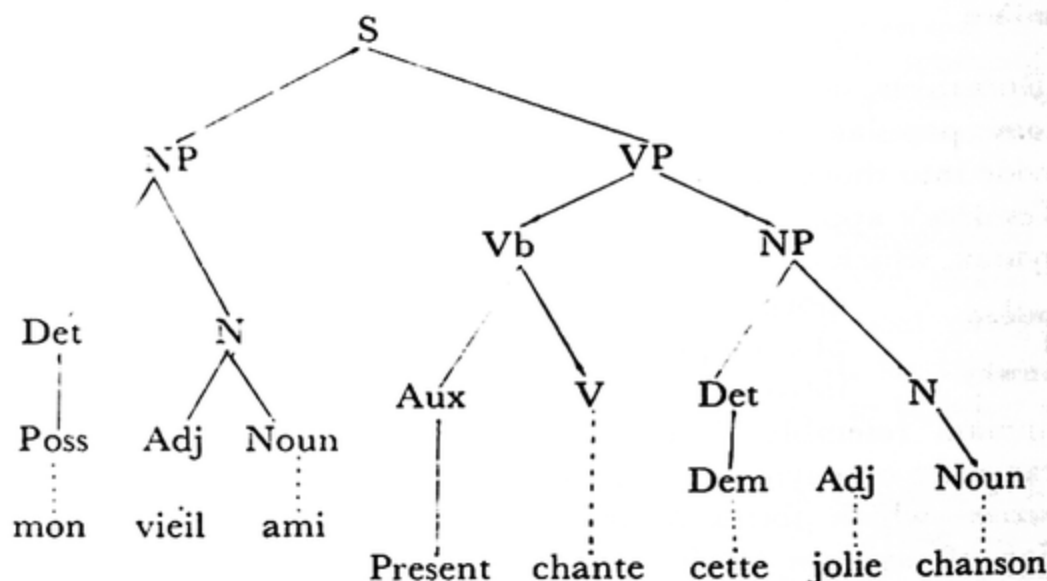 S
NP VP
Vb NP
Det N
Aux V Det N
Poss Adj Noun
Dem Adj Noun
mon vieil ami
Present chante cette jolie chanson